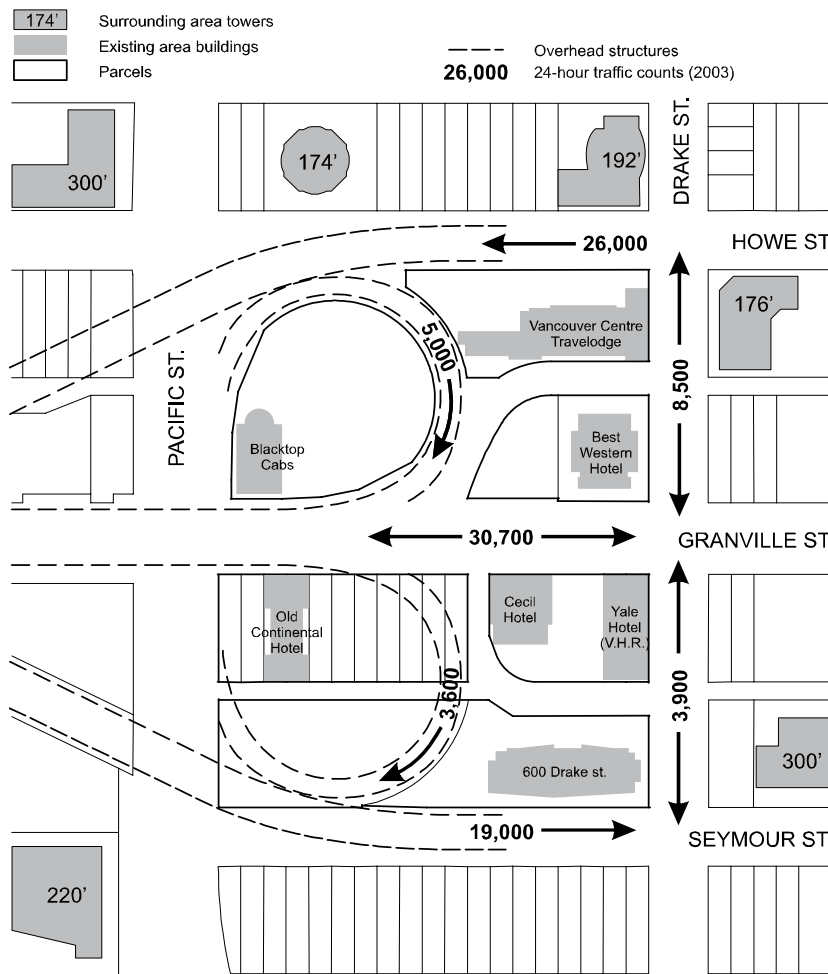 174’ Surrounding area towers
Existing area buildings
Parcels
Overhead structures
26,000 24-hour traffic counts (2003)
DRAKE ST.
300’
174’
192’
26,000
HOWE ST
176’
Vancouver Centre
Travelodge
5,000
8,500
PACIFIC ST.
Blacktop
Cabs
Best
Western
Hotel
30,700
GRANVILLE ST
Old
Continental
Hotel
Cecil
Hotel
Yale
Hotel
(V.H.R.)
3,600
3,900
600 Drake st.
300’
19,000
SEYMOUR ST
220’